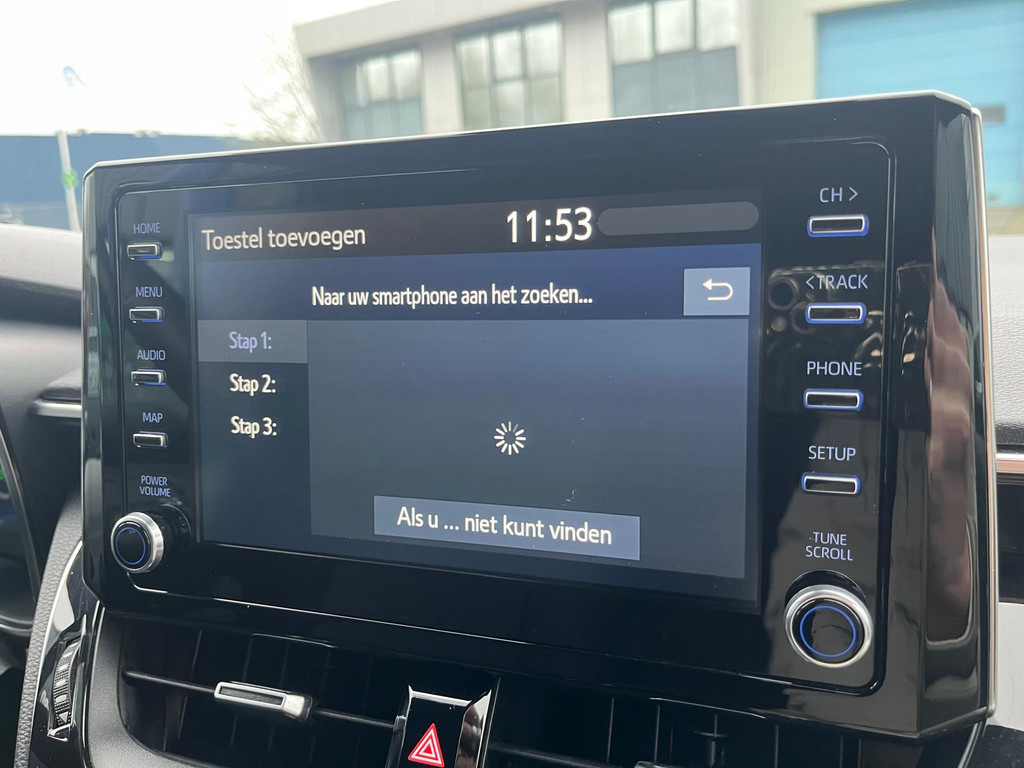 HOME
MENU
AUDIO
MAP
POWER
VOLUME
Toestel toevoegen
11:53
Naar uw smartphone aan het zoeken...
Stap 1:
Stap 2:
Stap 3:
Als u ... niet kunt vinden
CH >
< TRACK
PHONE
SETUP
TUNE
SCROLL